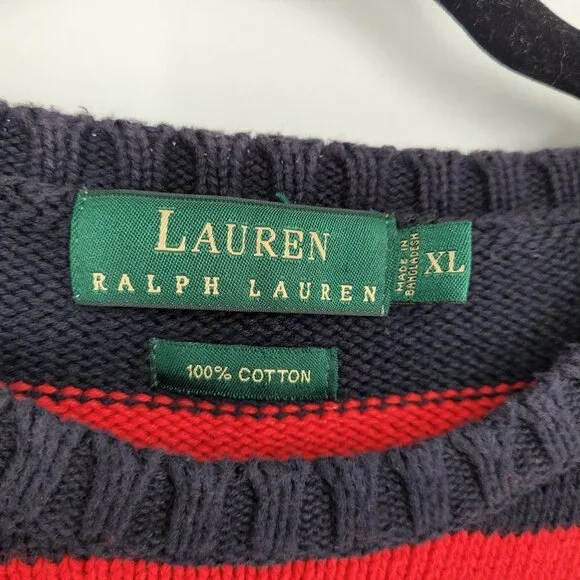 LAUREN
RALPH LAUREN
MADE IN
BANGLADESH
XL
100% COTTON